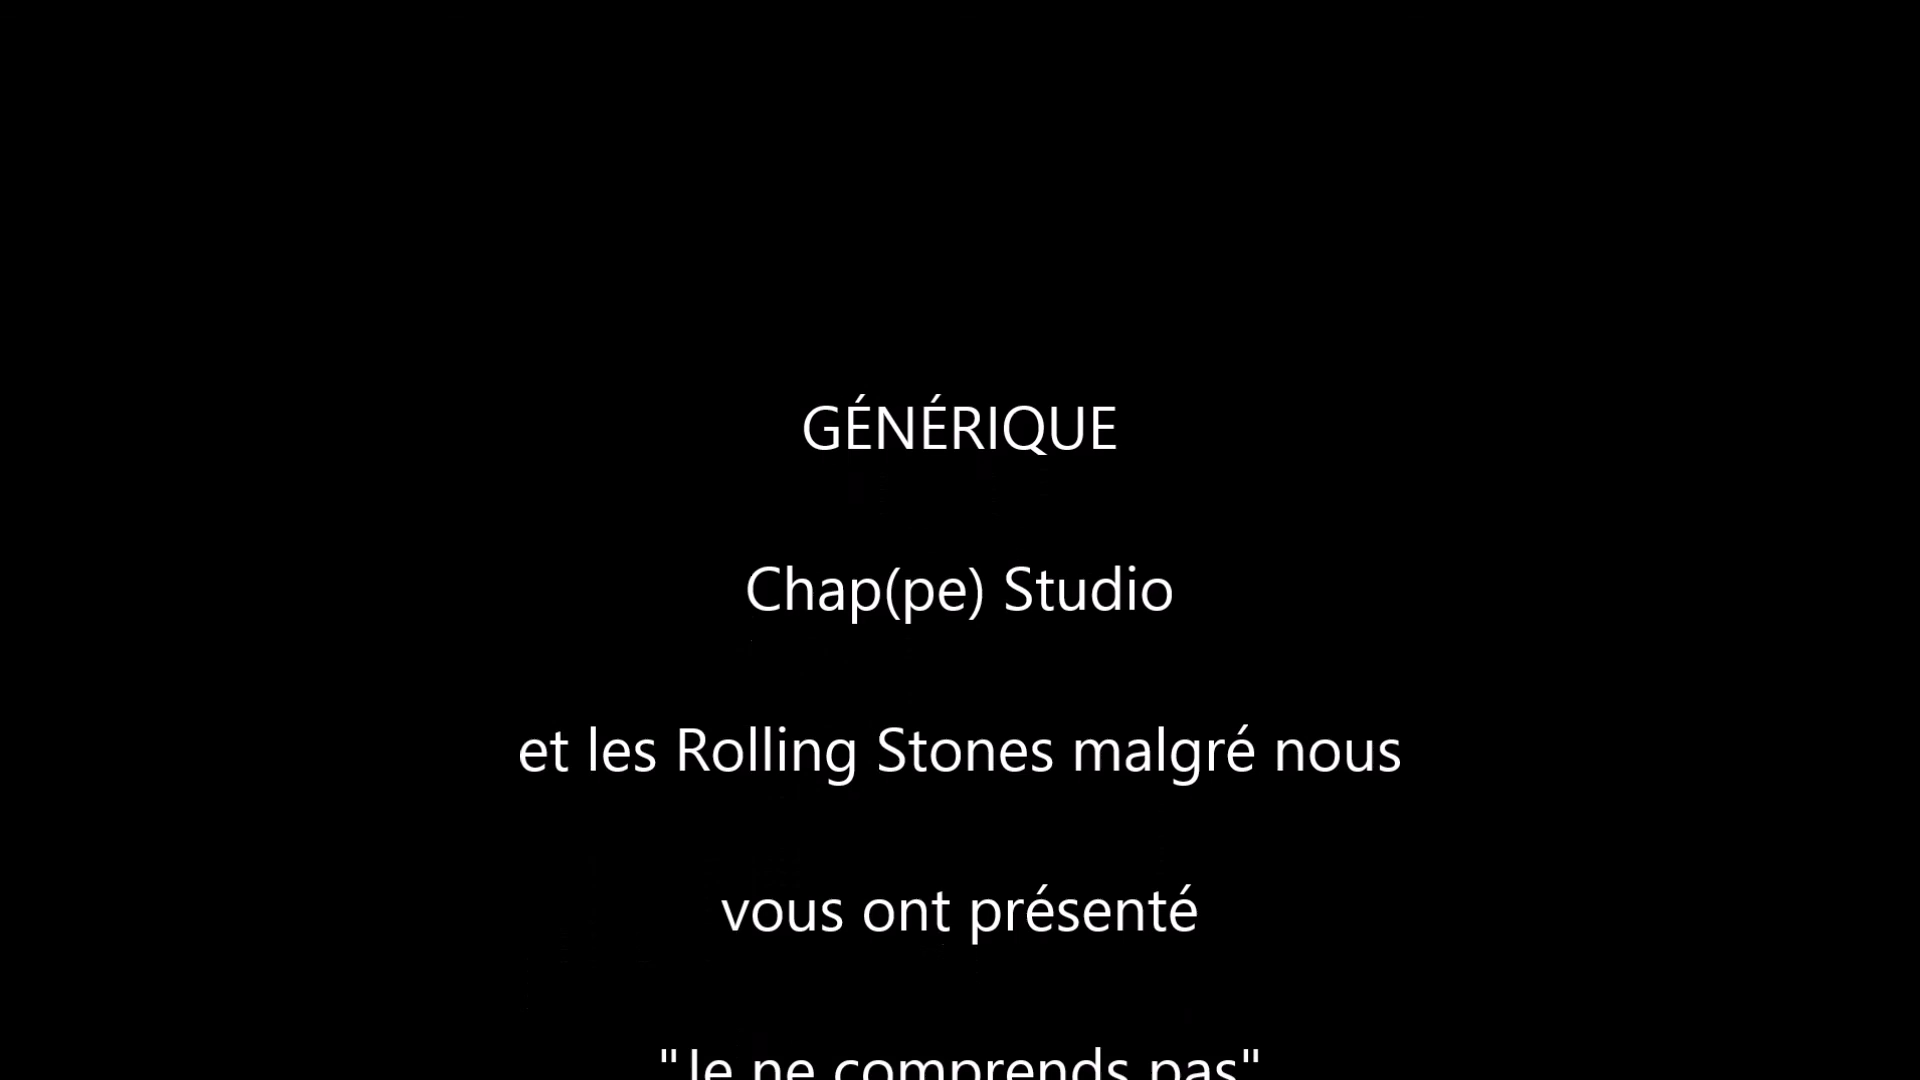 GÉNÉRIQUE
Chap(pe) Studio
et les Rolling Stones malgré nous
vous ont présenté
"Je ne comprends pas"